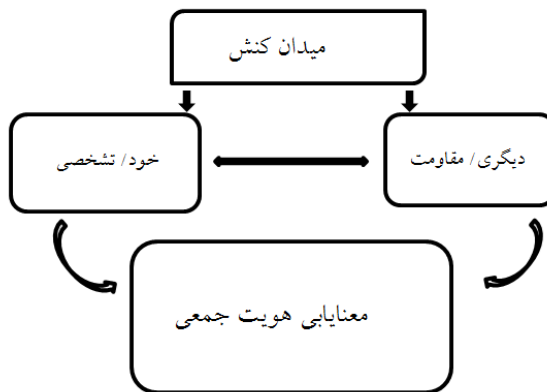 میدان کنش
دیگری/ مقاومت
خود/ تشخصی
معنایابی هویت جمعی